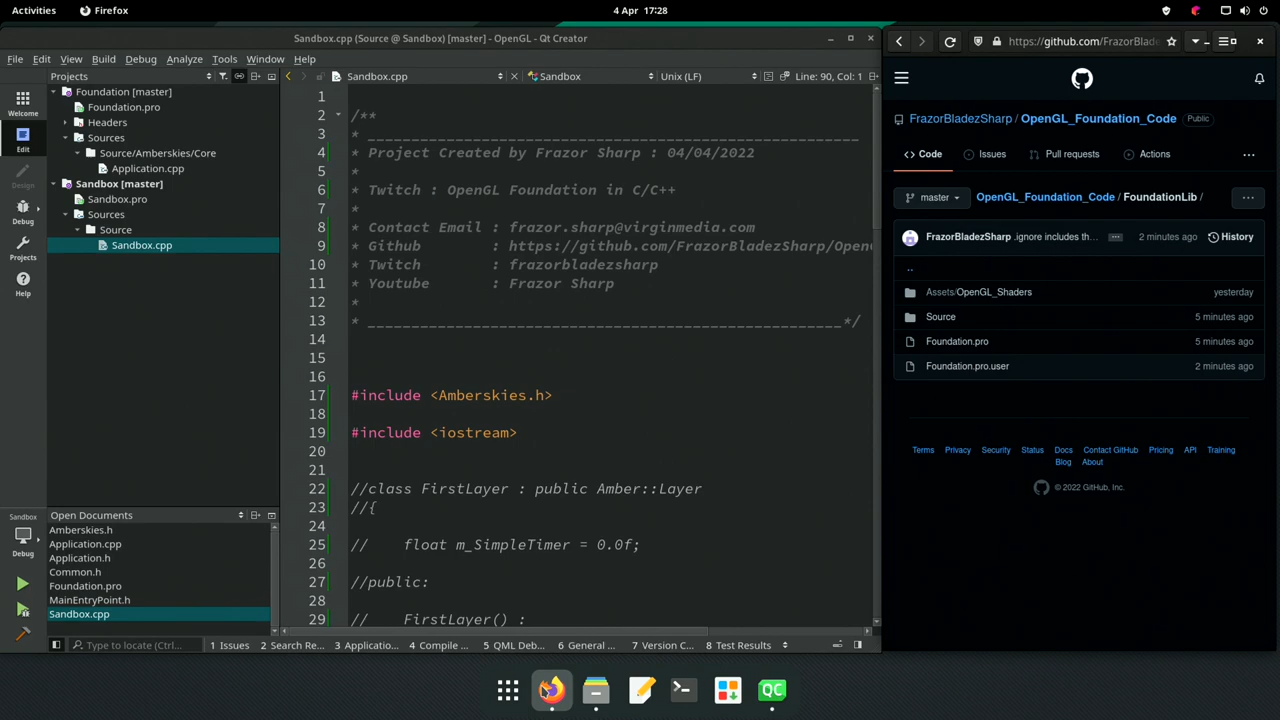 Activities
Firefox
4 Apr 17:28
Sandbox.cpp (Source @ Sandbox) [master] - OpenGL - Qt Creator
File Edit View Build Debug Analyze Tools Window Help
Projects
Sandbox.cpp
Sandbox
Unix (LF)
Line: 90, Col: 1
Welcome
Edit
Design
Debug
Projects
Help
Foundation [master]
Foundation.pro
Headers
Sources
Source/Amberskies/Core
Application.cpp
Sandbox [master]
Sandbox.pro
Sources
Source
Sandbox.cpp
1
2 /**
3 * ________________________________________________________
4 * Project Created by Frazor Sharp : 04/04/2022
5 *
6 * Twitch : OpenGL Foundation in C/C++
7 *
8 * Contact Email : frazor.sharp@virginmedia.com
9 * Github : https://github.com/FrazorBladezSharp/Open
10 * Twitch : frazorbladezsharp
11 * Youtube : Frazor Sharp
12 *
13 * ______________________________________________________*/
14
15
16
17 #include <Amberskies.h>
18
19 #include <iostream>
20
21
22 //class FirstLayer : public Amber::Layer
23 //{
24
25 // float m_SimpleTimer = 0.0f;
26
27 //public:
28
29 // FirstLayer() :
Sandbox
Debug
Open Documents
Amberskies.h
Application.cpp
Application.h
Common.h
Foundation.pro
MainEntryPoint.h
Sandbox.cpp
Type to locate (Ctrl...
1 Issues
2 Search Re...
3 Applicatio...
4 Compile ...
5 QML Deb...
6 General ...
7 Version C...
8 Test Results
https://github.com/FrazorBlade
FrazorBladezSharp / OpenGL_Foundation_Code
Public
Code
Issues
Pull requests
Actions
...
master
OpenGL_Foundation_Code / FoundationLib /
...
FrazorBladezSharp .ignore includes th... ... 2 minutes ago History
..
Assets/OpenGL_Shaders yesterday
Source 5 minutes ago
Foundation.pro 5 minutes ago
Foundation.pro.user 2 minutes ago
Terms Privacy Security Status Docs Contact GitHub Pricing API Training
Blog About
© 2022 GitHub, Inc.
QC